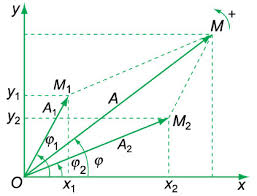 y
M +
y₁ M₁
A₁ A
y₂ M₂
φ₁ φ₂ φ A₂
O x₁ x₂ x